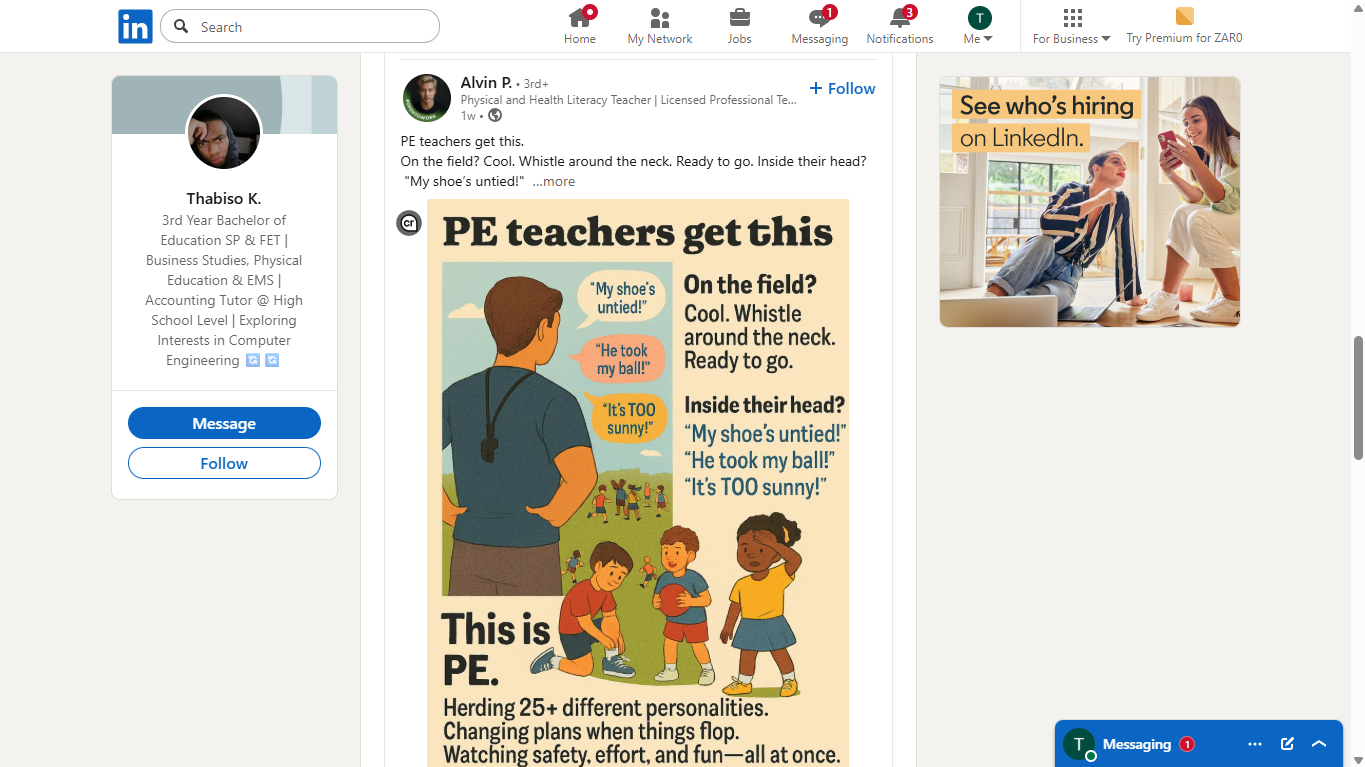 in
Search
Home
My Network
Jobs
1
Messaging
3
Notifications
T
Me
For Business
Try Premium for ZAR0
Thabiso K.
3rd Year Bachelor of
Education SP & FET |
Business Studies, Physical
Education & EMS |
Accounting Tutor @ High
School Level | Exploring
Interests in Computer
Engineering
Message
Follow
Alvin P. • 3rd+
Physical and Health Literacy Teacher | Licensed Professional Te...
1w •
+ Follow
PE teachers get this.
On the field? Cool. Whistle around the neck. Ready to go. Inside their head?
"My shoe's untied!" ...more
cr
PE teachers get this
"My shoe's
untied!"
"He took
my ball!"
"It's TOO
sunny!"
On the field?
Cool. Whistle
around the neck.
Ready to go.
Inside their head?
"My shoe's untied!"
"He took my ball!"
"It's TOO sunny!"
This is
PE.
Herding 25+ different personalities.
Changing plans when things flop.
Watching safety, effort, and fun—all at once.
See who's hiring
on LinkedIn.
T
Messaging 1